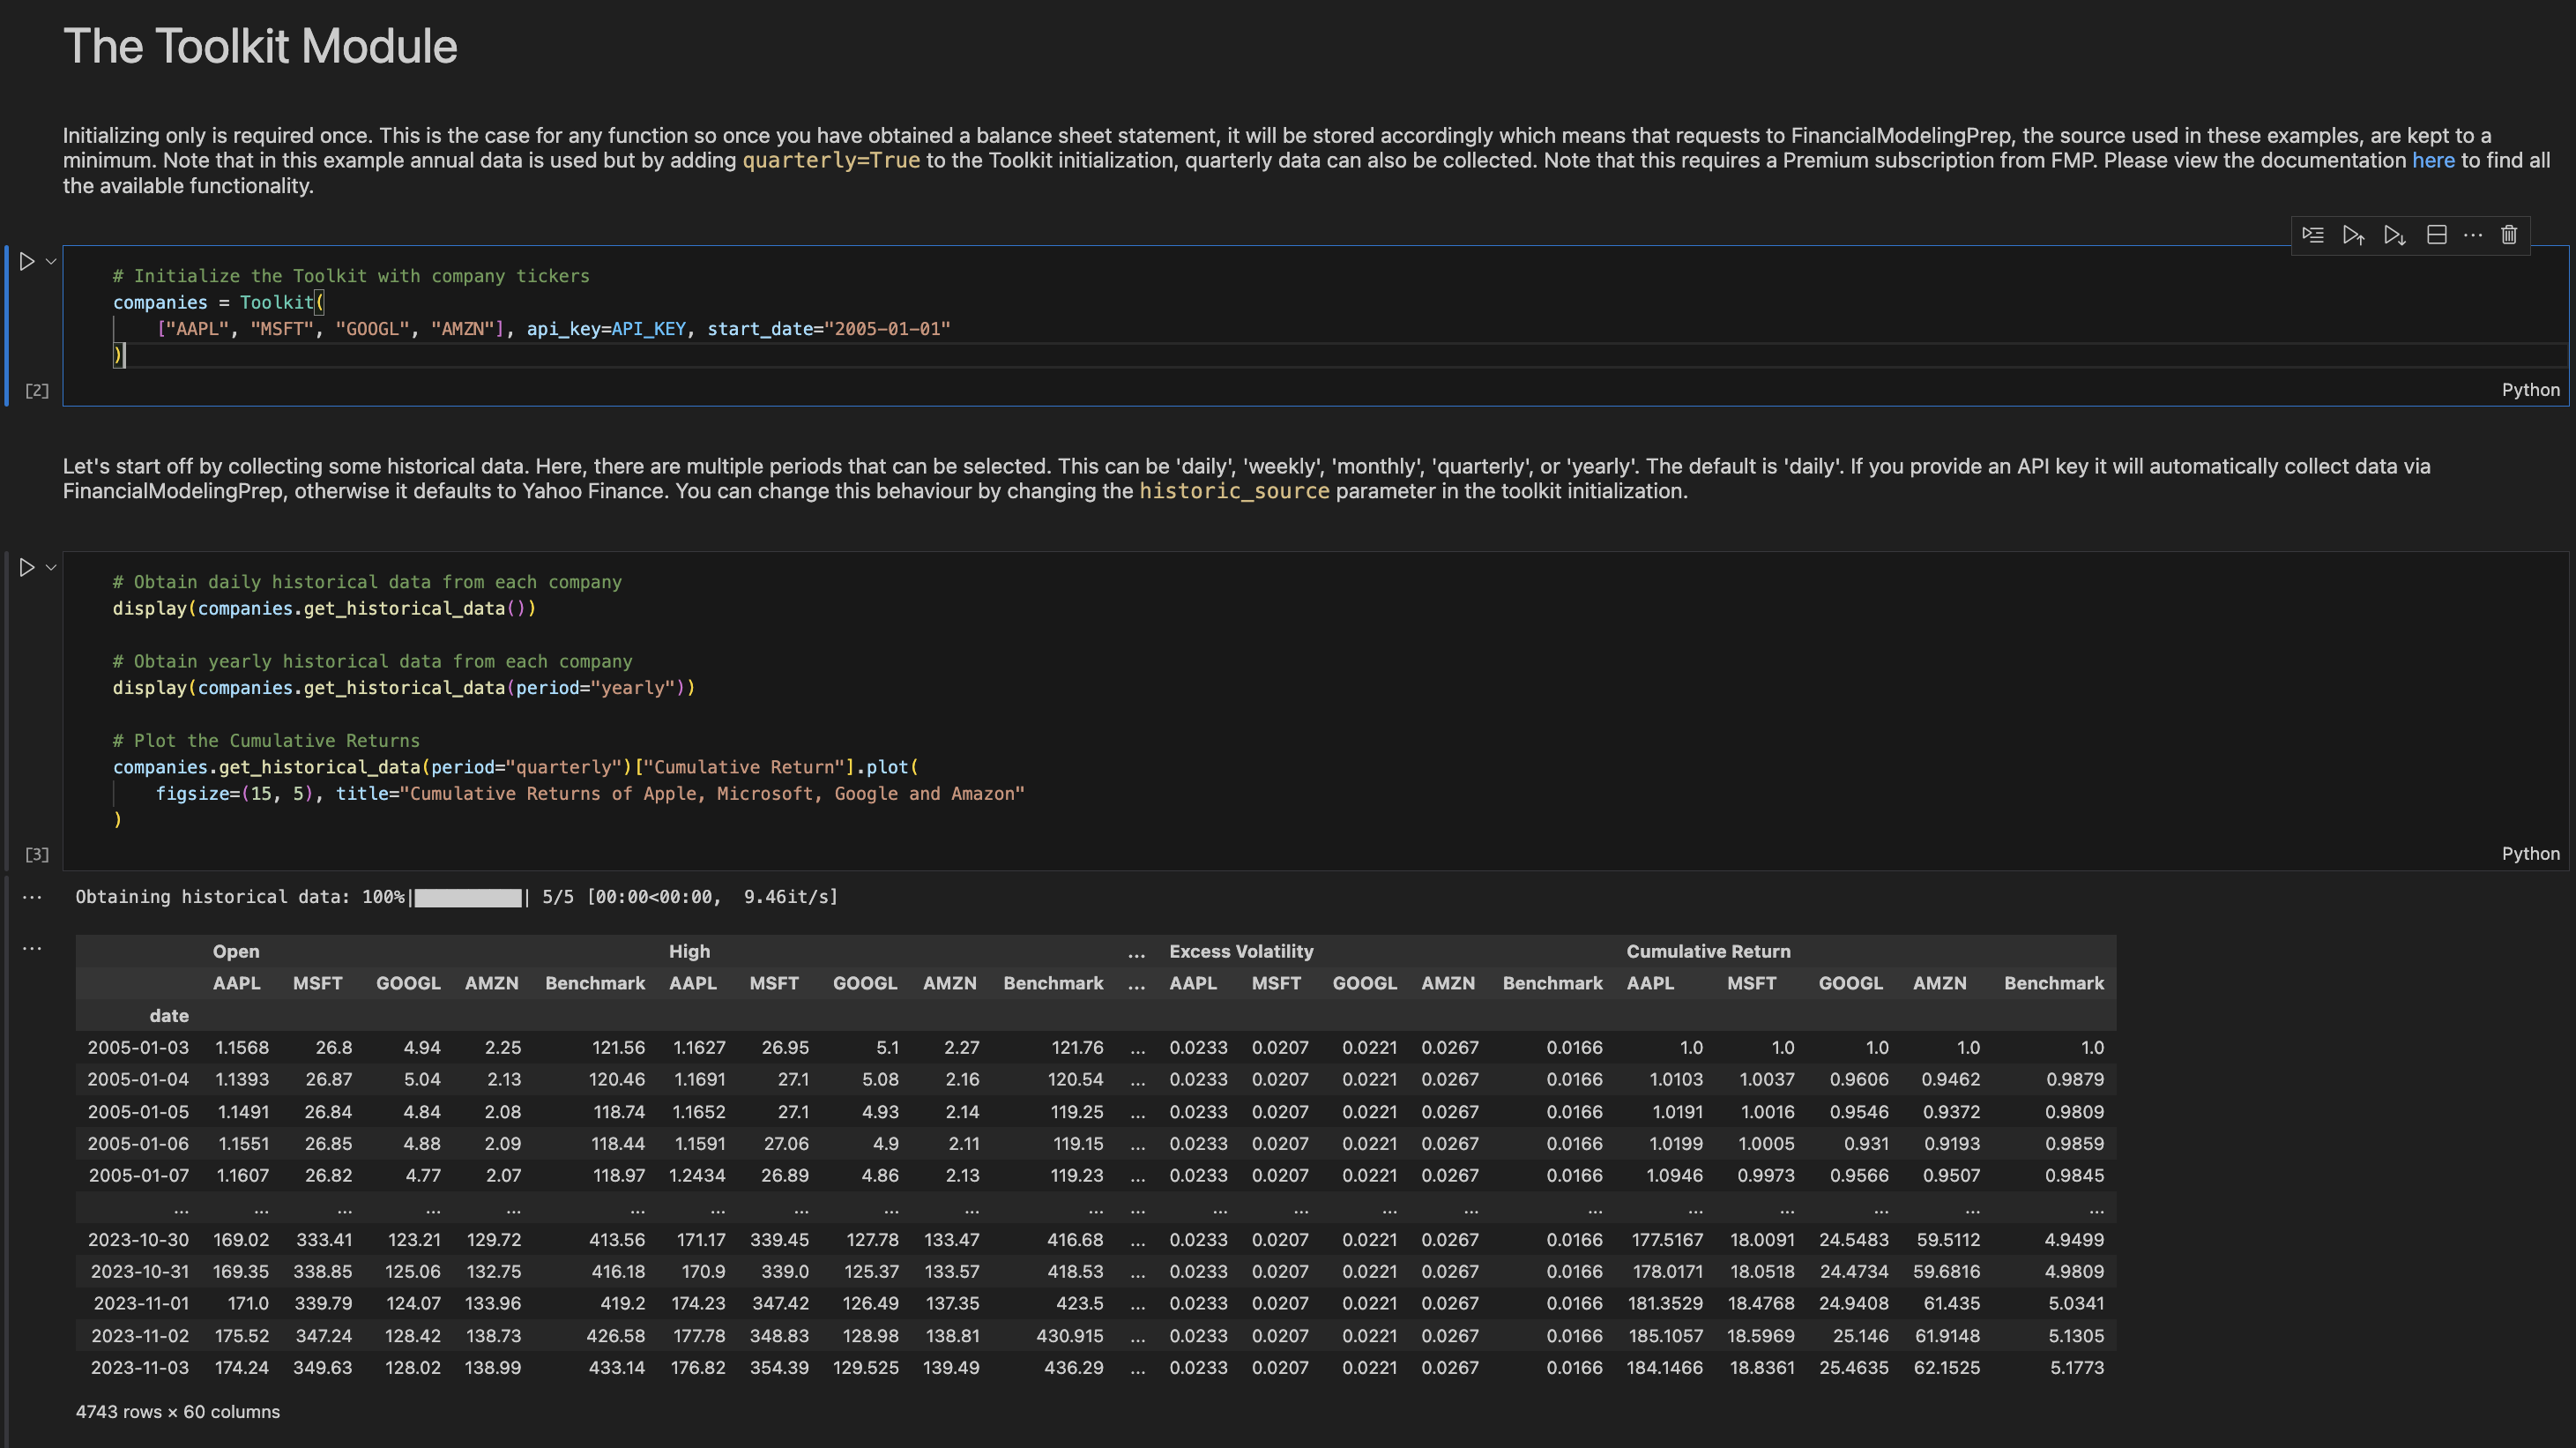 The Toolkit Module
Initializing only is required once. This is the case for any function so once you have obtained a balance sheet statement, it will be stored accordingly which means that requests to FinancialModelingPrep, the source used in these examples, are kept to a
minimum. Note that in this example annual data is used but by adding quarterly=True to the Toolkit initialization, quarterly data can also be collected. Note that this requires a Premium subscription from FMP. Please view the documentation here to find all
the available functionality.
# Initialize the Toolkit with company tickers
companies = Toolkit(
["AAPL", "MSFT", "GOOGL", "AMZN"], api_key=API_KEY, start_date="2005-01-01"
)
[2]
Python
Let's start off by collecting some historical data. Here, there are multiple periods that can be selected. This can be 'daily', 'weekly', 'monthly', 'quarterly', or 'yearly'. The default is 'daily'. If you provide an API key it will automatically collect data via
FinancialModelingPrep, otherwise it defaults to Yahoo Finance. You can change this behaviour by changing the historic_source parameter in the toolkit initialization.
# Obtain daily historical data from each company
display(companies.get_historical_data())
# Obtain yearly historical data from each company
display(companies.get_historical_data(period="yearly"))
# Plot the Cumulative Returns
companies.get_historical_data(period="quarterly")["Cumulative Return"].plot(
figsize=(15, 5), title="Cumulative Returns of Apple, Microsoft, Google and Amazon"
)
[3]
Python
Obtaining historical data: 100%|██████████| 5/5 [00:00<00:00, 9.46it/s]
Open High ... Excess Volatility Cumulative Return
AAPL MSFT GOOGL AMZN Benchmark AAPL MSFT GOOGL AMZN Benchmark ... AAPL MSFT GOOGL AMZN Benchmark AAPL MSFT GOOGL AMZN Benchmark
date
2005-01-03 1.1568 26.8 4.94 2.25 121.56 1.1627 26.95 5.1 2.27 121.76 ... 0.0233 0.0207 0.0221 0.0267 0.0166 1.0 1.0 1.0 1.0 1.0
2005-01-04 1.1393 26.87 5.04 2.13 120.46 1.1691 27.1 5.08 2.16 120.54 ... 0.0233 0.0207 0.0221 0.0267 0.0166 1.0103 1.0037 0.9606 0.9462 0.9879
2005-01-05 1.1491 26.84 4.84 2.08 118.74 1.1652 27.1 4.93 2.14 119.25 ... 0.0233 0.0207 0.0221 0.0267 0.0166 1.0191 1.0016 0.9546 0.9372 0.9809
2005-01-06 1.1551 26.85 4.88 2.09 118.44 1.1591 27.06 4.9 2.11 119.15 ... 0.0233 0.0207 0.0221 0.0267 0.0166 1.0199 1.0005 0.931 0.9193 0.9859
2005-01-07 1.1607 26.82 4.77 2.07 118.97 1.2434 26.89 4.86 2.13 119.23 ... 0.0233 0.0207 0.0221 0.0267 0.0166 1.0946 0.9973 0.9566 0.9507 0.9845
... ... ... ... ... ... ... ... ... ... ... ... ... ... ... ... ... ... ... ... ... ...
2023-10-30 169.02 333.41 123.21 129.72 413.56 171.17 339.45 127.78 133.47 416.68 ... 0.0233 0.0207 0.0221 0.0267 0.0166 177.5167 18.0091 24.5483 59.5112 4.9499
2023-10-31 169.35 338.85 125.06 132.75 416.18 170.9 339.0 125.37 133.57 418.53 ... 0.0233 0.0207 0.0221 0.0267 0.0166 178.0171 18.0518 24.4734 59.6816 4.9809
2023-11-01 171.0 339.79 124.07 133.96 419.2 174.23 347.42 126.49 137.35 423.5 ... 0.0233 0.0207 0.0221 0.0267 0.0166 181.3529 18.4768 24.9408 61.435 5.0341
2023-11-02 175.52 347.24 128.42 138.73 426.58 177.78 348.83 128.98 138.81 430.915 ... 0.0233 0.0207 0.0221 0.0267 0.0166 185.1057 18.5969 25.146 61.9148 5.1305
2023-11-03 174.24 349.63 128.02 138.99 433.14 176.82 354.39 129.525 139.49 436.29 ... 0.0233 0.0207 0.0221 0.0267 0.0166 184.1466 18.8361 25.4635 62.1525 5.1773
4743 rows × 60 columns